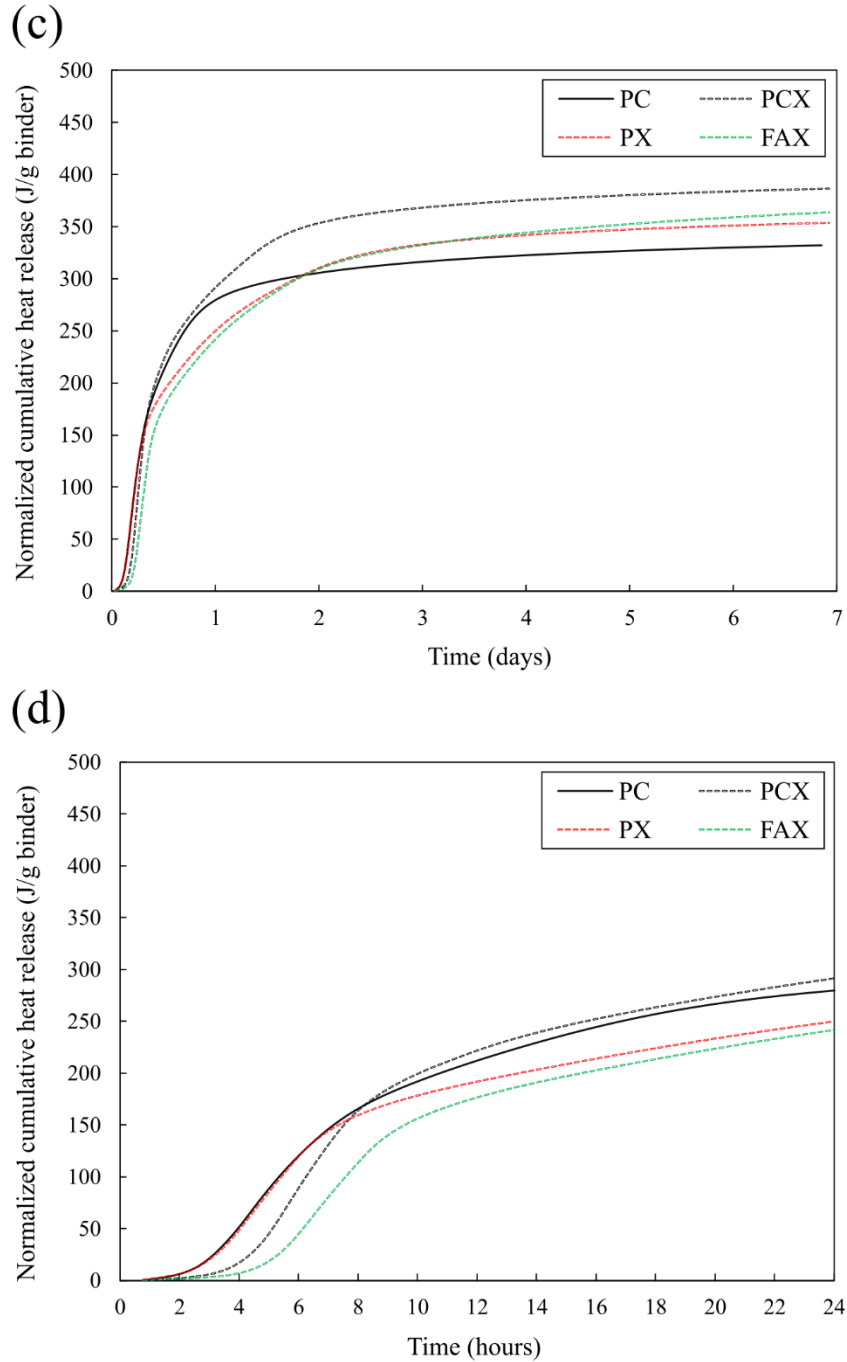 (c)
Normalized cumulative heat release (J/g binder)
500
450
400
350
300
250
200
150
100
50
0
PC
PCX
PX
FAX
0 1 2 3 4 5 6 7
Time (days)
(d)
Normalized cumulative heat release (J/g binder)
500
450
400
350
300
250
200
150
100
50
0
PC
PCX
PX
FAX
0 2 4 6 8 10 12 14 16 18 20 22 24
Time (hours)